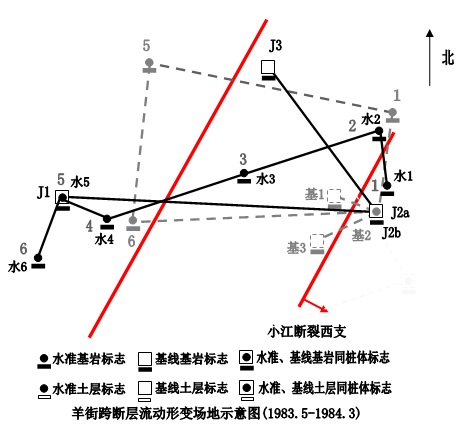 J3
北
5
1
2
水2
3
水3
水1
1
基1
J1
5
水5
J2a
4
水4
6
基2
J2b
基3
6
水6
小江断裂西支
水准基岩标志
基线基岩标志
水准、基线基岩同桩体标志
水准土层标志
基线土层标志
水准、基线土层同桩体标志
羊街跨断层流动形变场地示意图(1983.5-1984.3)